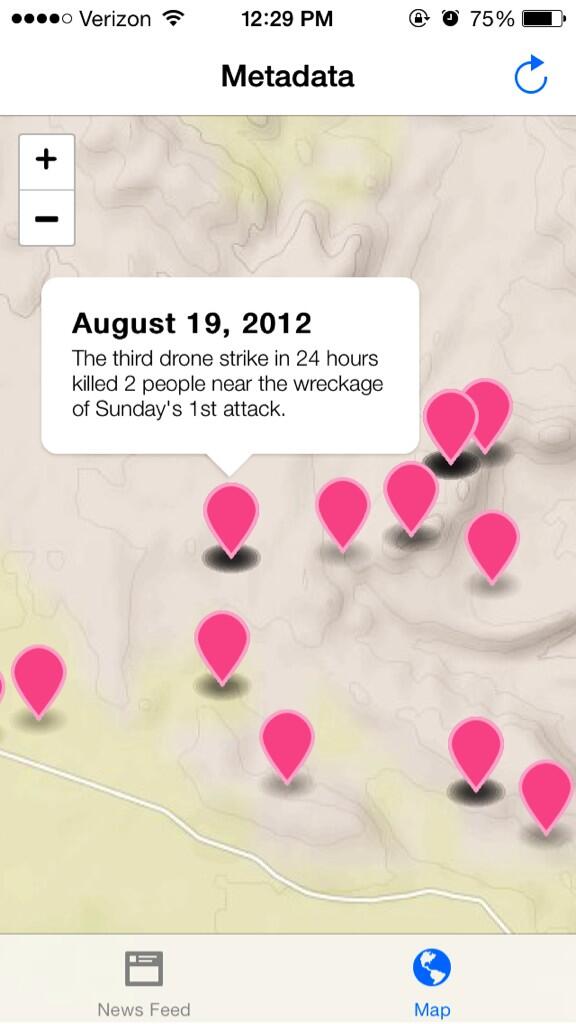 Verizon 12:29 PM 75%
Metadata
+
−
August 19, 2012
The third drone strike in 24 hours
killed 2 people near the wreckage
of Sunday's 1st attack.
News Feed Map